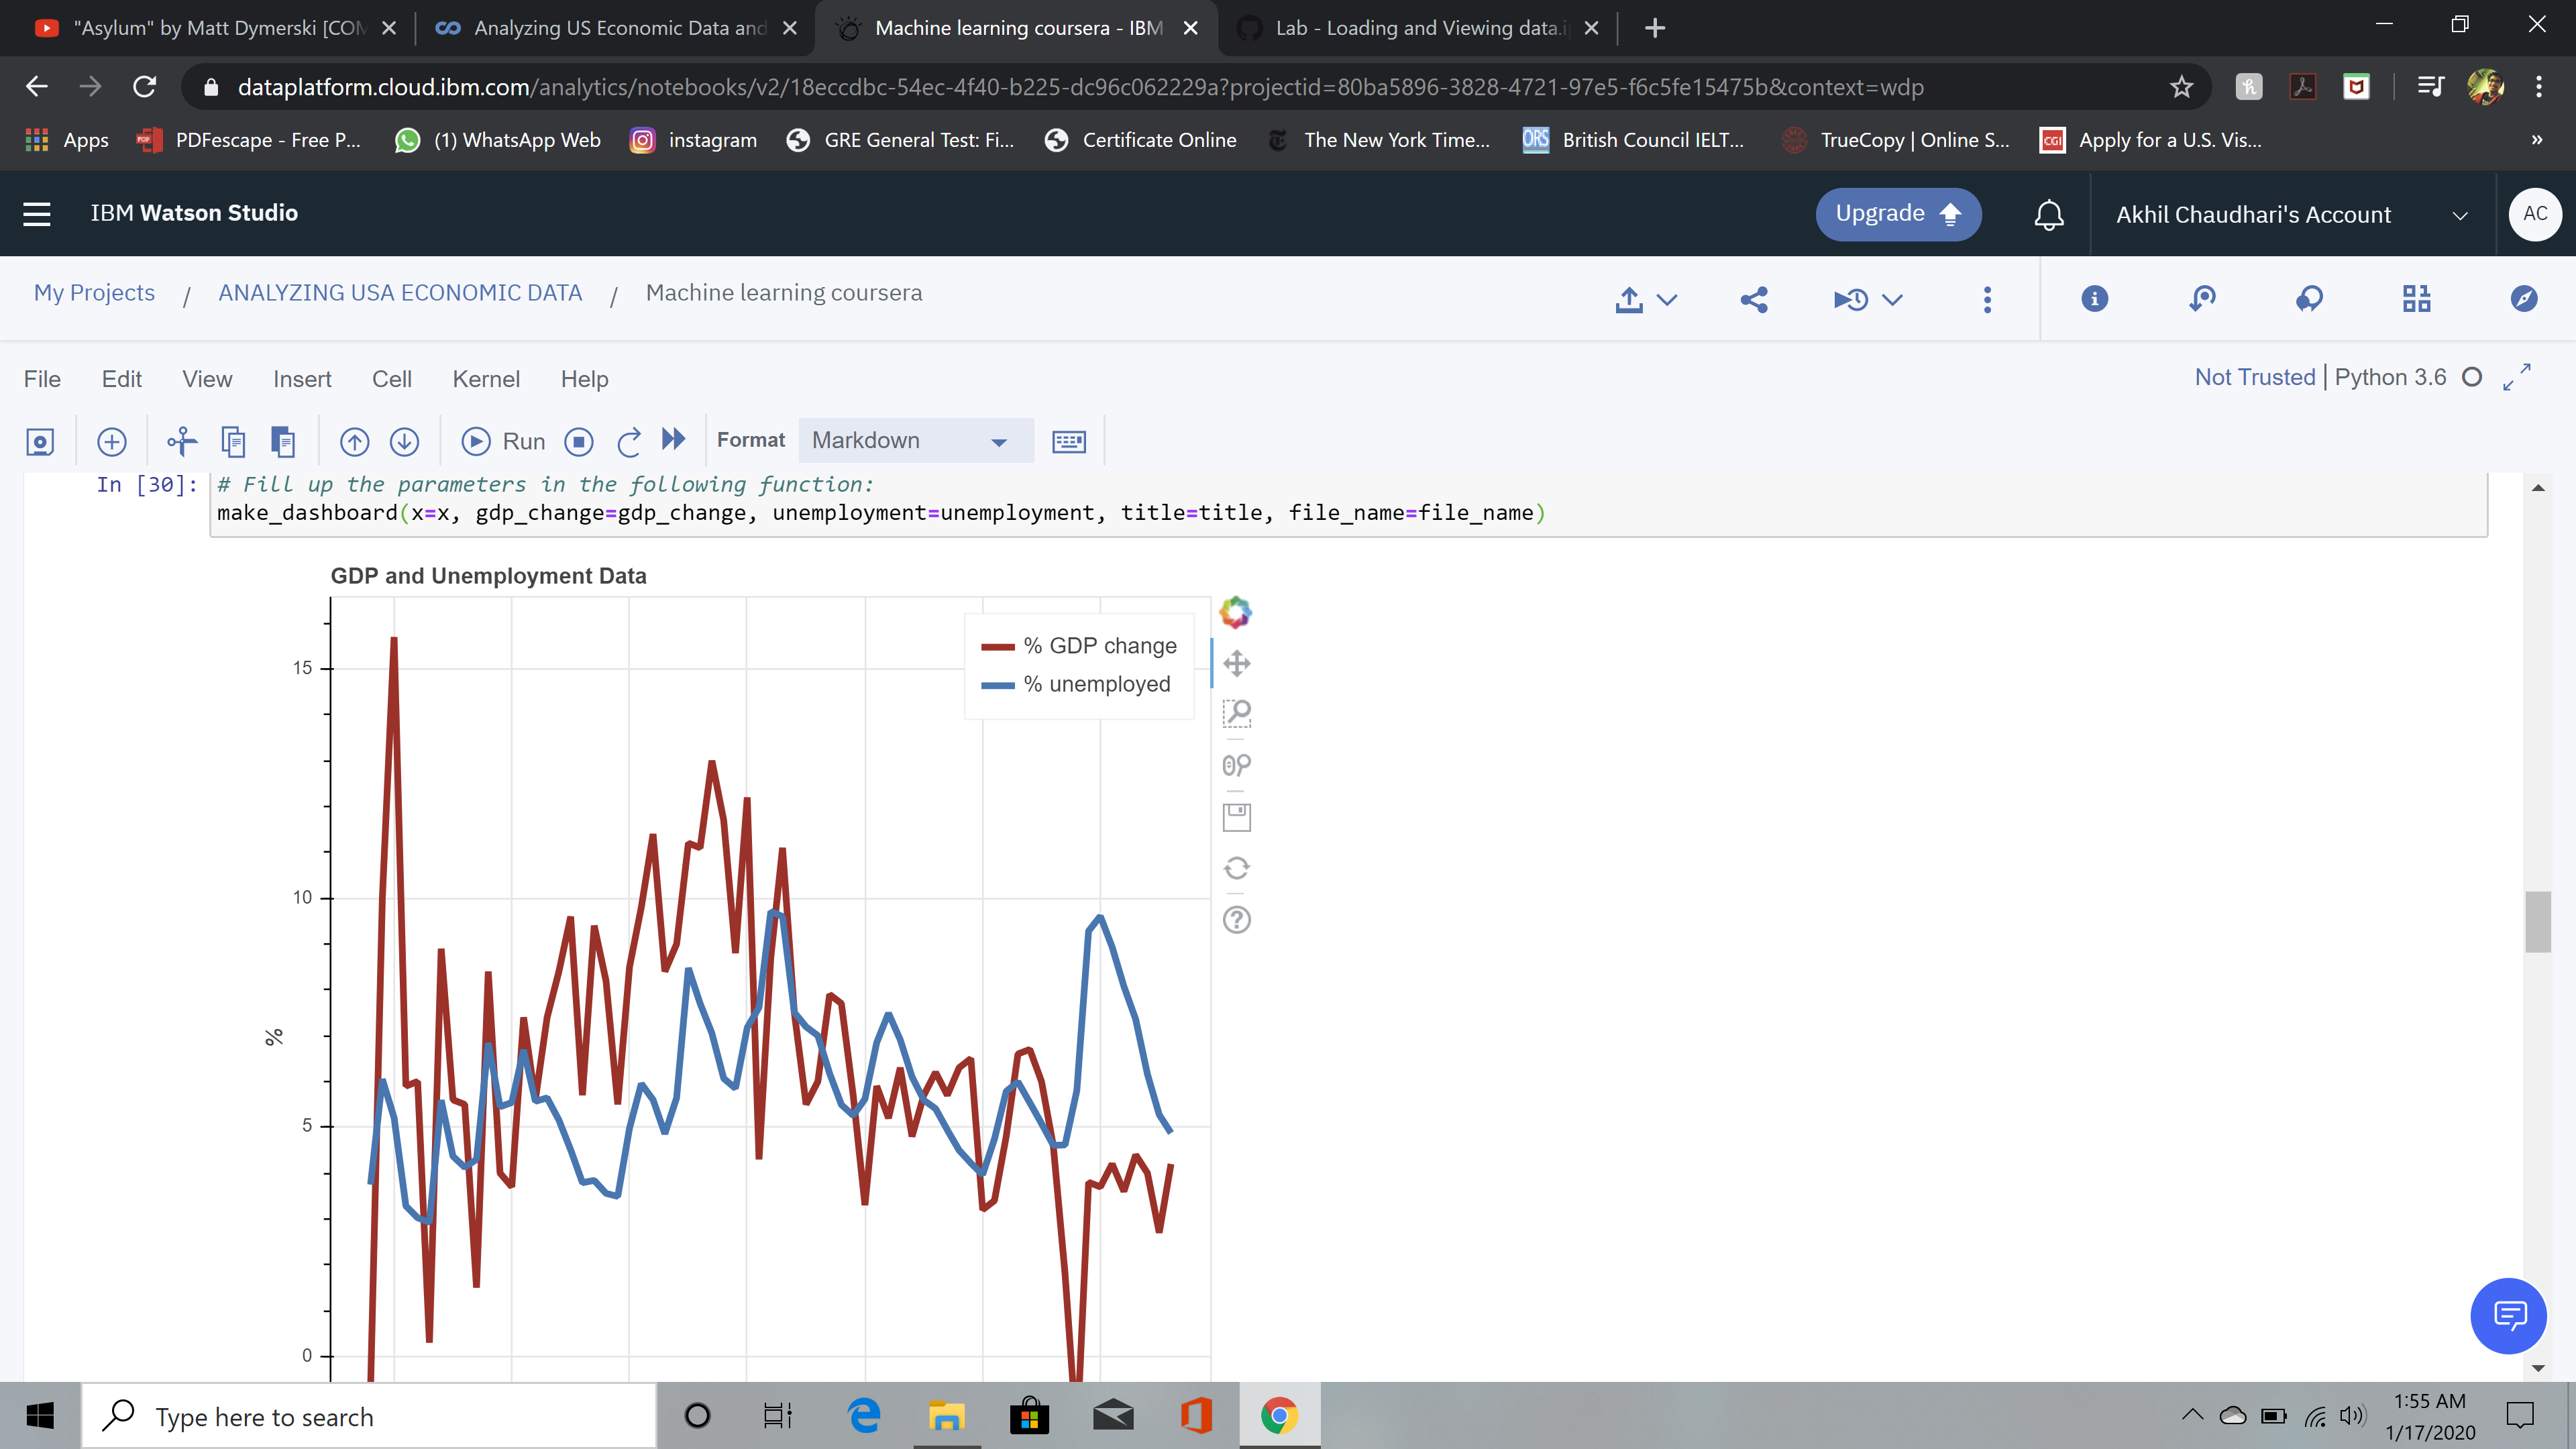 "Asylum" by Matt Dymerski [COM
Analyzing US Economic Data and
Machine learning coursera - IBM
Lab - Loading and Viewing data.i
dataplatform.cloud.ibm.com/analytics/notebooks/v2/18eccdbc-54ec-4f40-b225-dc96c062229a?projectid=80ba5896-3828-4721-97e5-f6c5fe15475b&context=wdp
Apps PDFescape - Free P... (1) WhatsApp Web instagram GRE General Test: Fi... Certificate Online The New York Time... ORS British Council IELT... TrueCopy | Online S... CGI Apply for a U.S. Vis... »
IBM Watson Studio
Upgrade
Akhil Chaudhari's Account
AC
My Projects / ANALYZING USA ECONOMIC DATA / Machine learning coursera
File Edit View Insert Cell Kernel Help
Not Trusted | Python 3.6
Run
Format
Markdown
In [30]: # Fill up the parameters in the following function:
make_dashboard(x=x, gdp_change=gdp_change, unemployment=unemployment, title=title, file_name=file_name)
GDP and Unemployment Data
% GDP change
% unemployed
15
10
5
0
%
Type here to search
1:55 AM
1/17/2020